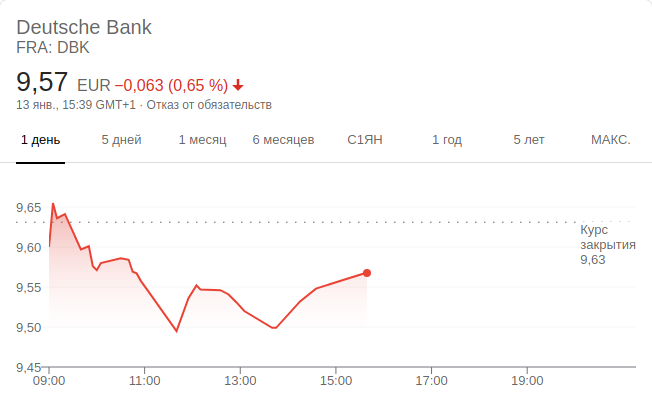 Deutsche Bank
FRA: DBK
9,57 EUR −0,063 (0,65 %)
13 янв., 15:39 GMT+1 · Отказ от обязательств
1 день 5 дней 1 месяц 6 месяцев С1ЯН 1 год 5 лет МАКС.
9,65
Курс
закрытия
9,63
9,60
9,55
9,50
9,45
09:00 11:00 13:00 15:00 17:00 19:00